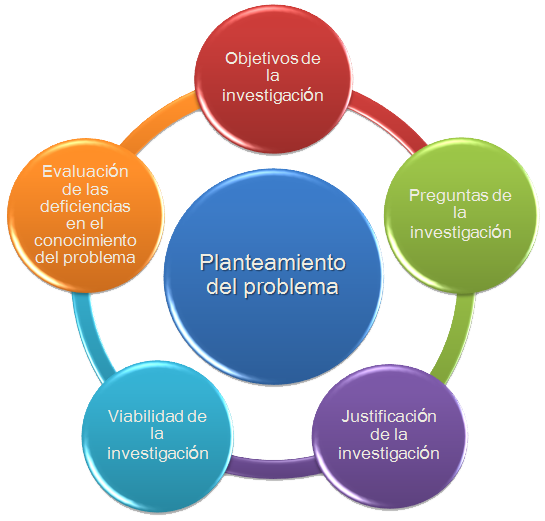 Objetivos de
la
investigación
Preguntas de
la
investigación
Justificación
de la
investigación
Viabilidad de
la
investigación
Evaluación
de las
deficiencias
en el
conocimiento
del problema
Planteamiento
del problema